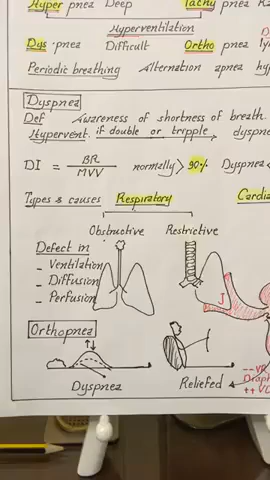 Hyper pnea Deep Tachy pnea
Hyperventilation
Dys-pnea Difficult Ortho pnea
Periodic breathing Alternation apnea
Dyspnea
Def Awareness of shortness of breath.
Hypervent. if double or tripple
DI = BR / MVV normally > 90% Dyspnea <
Types & causes Respiratory
Obstructive Restrictive
Defect in
- Ventilation
- Diffusion
- Perfusion
J
Orthopnea
Dyspnea Reliefed